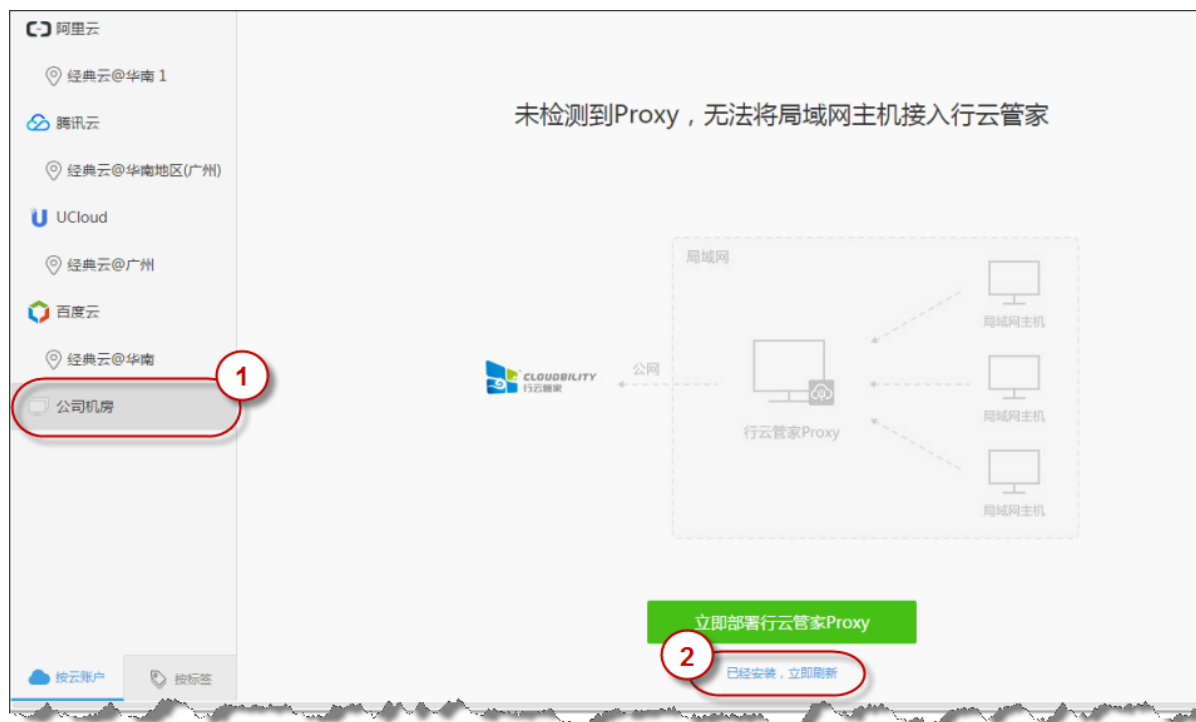 阿里云
经典云@华南 1
腾讯云
经典云@华南地区(广州)
UCloud
经典云@广州
百度云
经典云@华南
1
公司机房
按云账户
按标签
未检测到Proxy，无法将局域网主机接入行云管家
局域网
局域网主机
公网
CLOUDBILITY
行云管家
行云管家Proxy
局域网主机
局域网主机
立即部署行云管家Proxy
2
已经安装，立即刷新